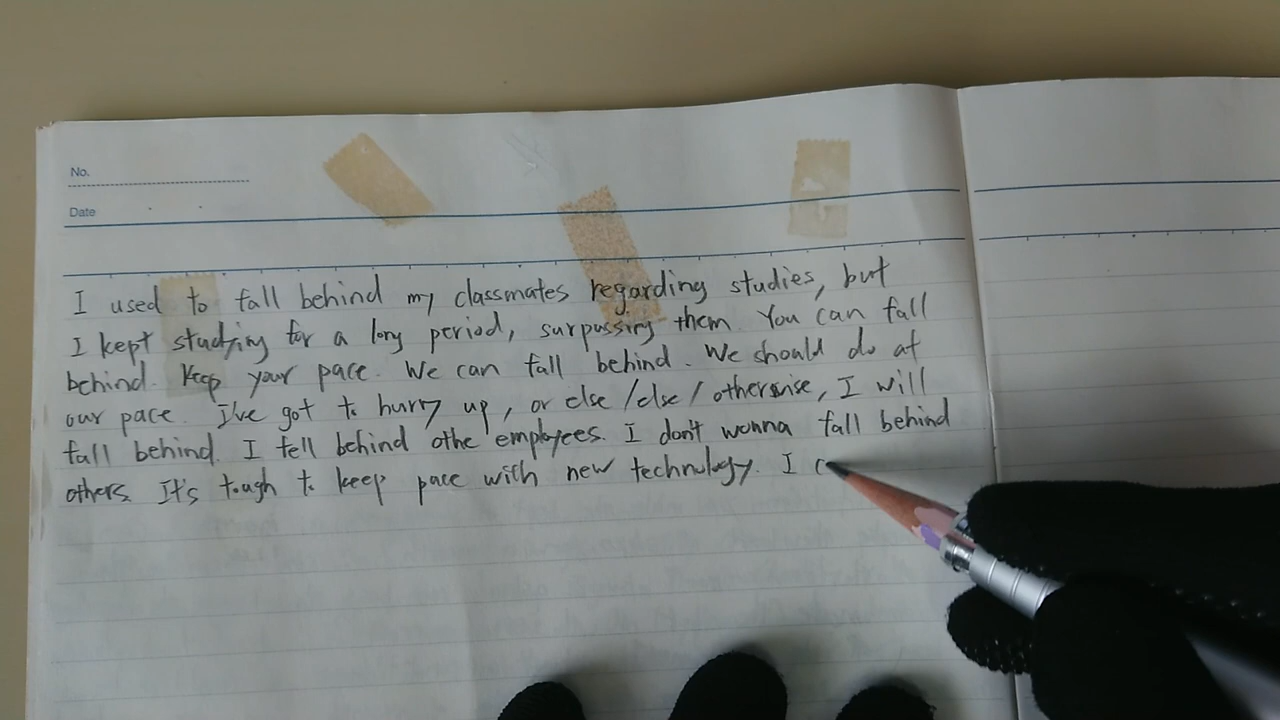 No.
Date
I used to fall behind my classmates regarding studies, but
I kept studying for a long period, surpassing them. You can fall
behind. Keep your pace. We can fall behind. We should do at
our pace. I've got to hurry up, or else /else / otherwise, I will
fall behind. I fell behind othe employees. I don't wonna fall behind
others. It's tough to keep pace with new technology. I c